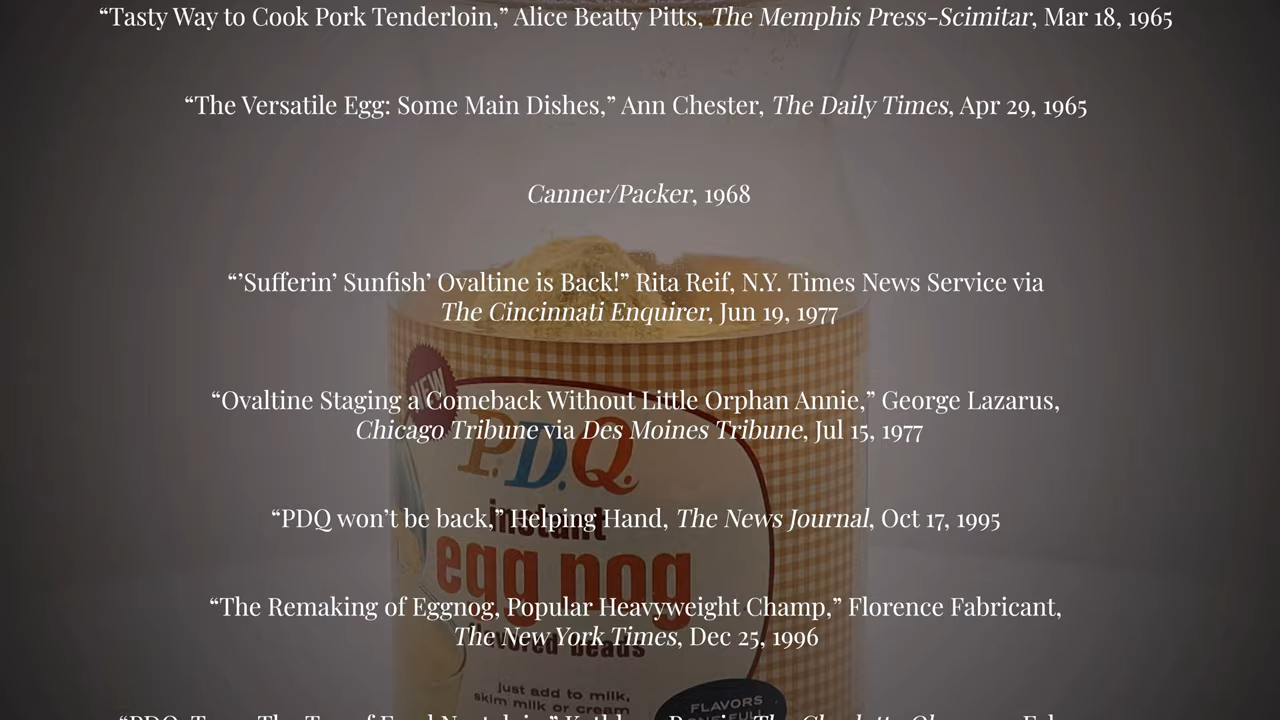 “Tasty Way to Cook Pork Tenderloin,” Alice Beatty Pitts, The Memphis Press-Scimitar, Mar 18, 1965
“The Versatile Egg: Some Main Dishes,” Ann Chester, The Daily Times, Apr 29, 1965
Canner/Packer, 1968
“’Sufferin’ Sunfish’ Ovaltine is Back!” Rita Reif, N.Y. Times News Service via
The Cincinnati Enquirer, Jun 19, 1977
“Ovaltine Staging a Comeback Without Little Orphan Annie,” George Lazarus,
Chicago Tribune via Des Moines Tribune, Jul 15, 1977
“PDQ won’t be back,” Helping Hand, The News Journal, Oct 17, 1995
“The Remaking of Eggnog, Popular Heavyweight Champ,” Florence Fabricant,
The New York Times, Dec 25, 1996
NEW
P.D.Q.
instant
egg nog
flavored beads
just add to milk,
skim milk or cream
FLAVORS